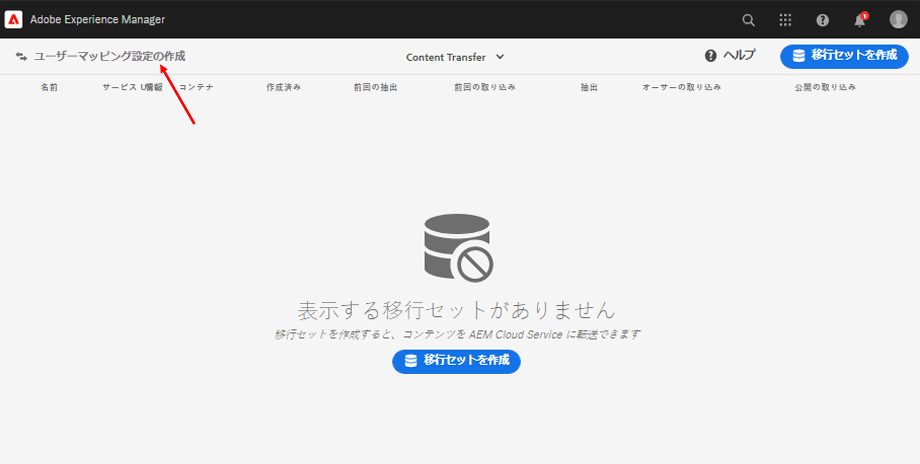 Adobe Experience Manager
1
ユーザーマッピング設定の作成
Content Transfer
ヘルプ
移行セットを作成
名前 サービス U情報 コンテナ 作成済み 前回の抽出 前回の取り込み 抽出 オーサーの取り込み 公開の取り込み
表示する移行セットがありません
移行セットを作成すると、コンテンツを AEM Cloud Service に転送できます
移行セットを作成